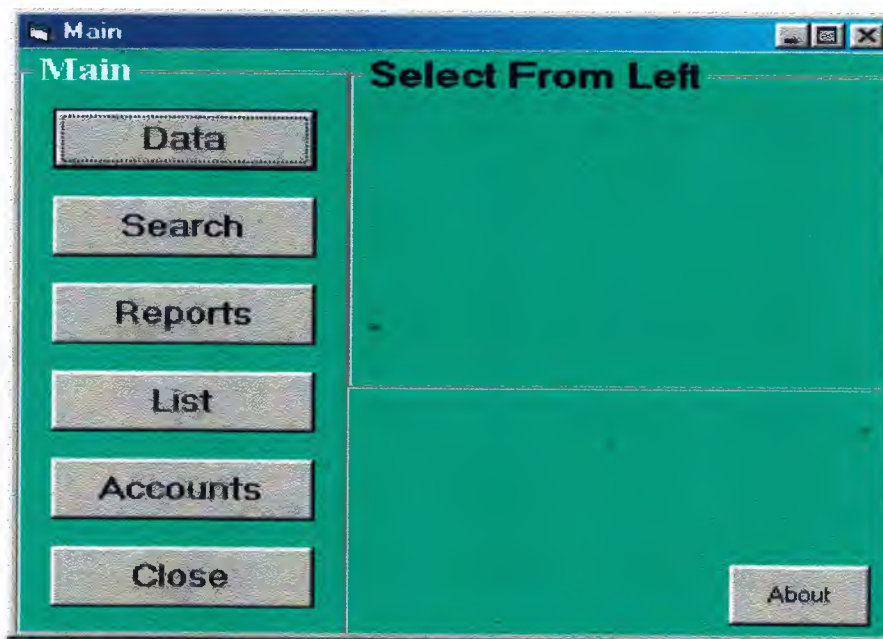 Main
Main
Select From Left
Data
Search
Reports
List
Accounts
Close
About